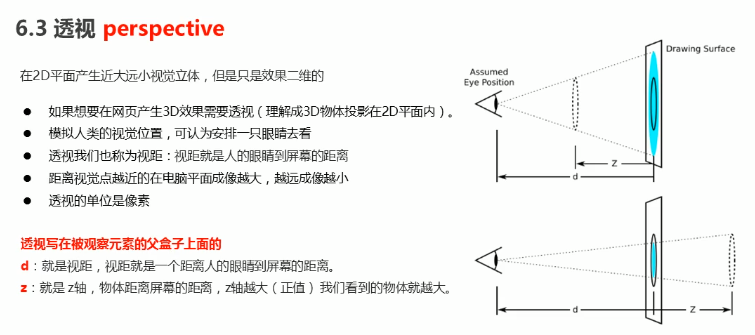 6.3 透视 perspective
在2D平面产生近大远小视觉立体，但是只是效果二维的
● 如果想要在网页产生3D效果需要透视（理解成3D物体投影在2D平面内）。
● 模拟人类的视觉位置，可认为安排一只眼睛去看
● 透视我们也称为视距：视距就是人的眼睛到屏幕的距离
● 距离视觉点越近的在电脑平面成像越大，越远成像越小
● 透视的单位是像素
透视写在被观察元素的父盒子上面的
d：就是视距，视距就是一个距离人的眼睛到屏幕的距离。
z：就是 z轴，物体距离屏幕的距离，z轴越大（正值） 我们看到的物体就越大。
Drawing Surface
Assumed
Eye Position
Z
d
d
Z